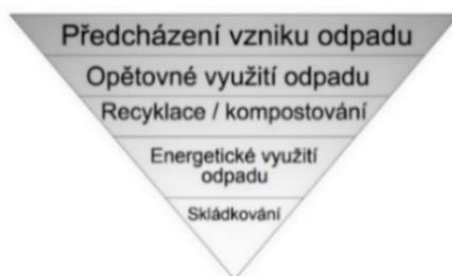 Předcházení vzniku odpadu
Opětovné využití odpadu
Recyklace / kompostování
Energetické využití
odpadu
Skládkování